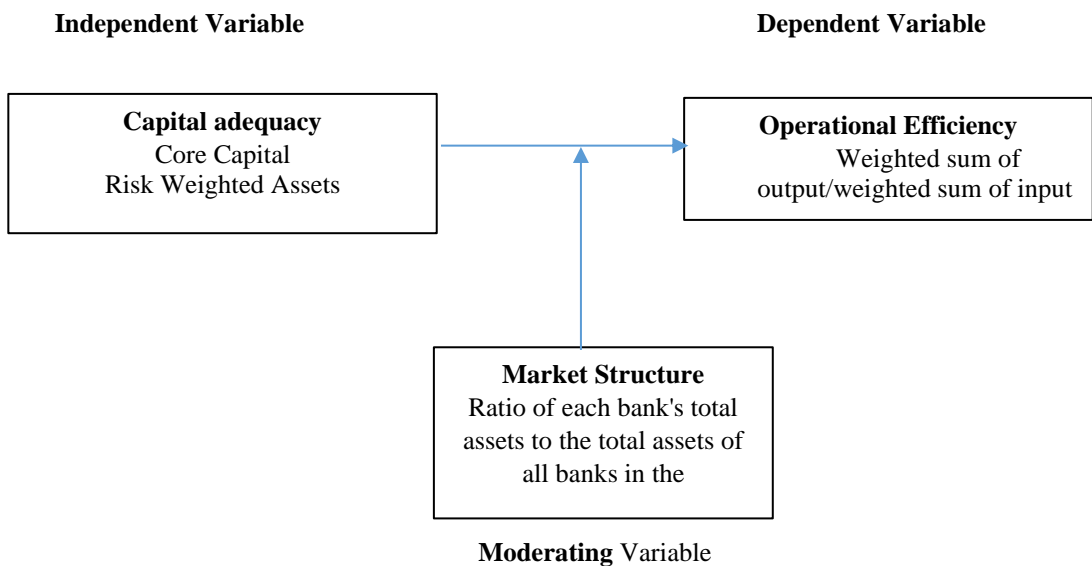 Independent Variable
Dependent Variable
Capital adequacy
Core Capital
Risk Weighted Assets
Operational Efficiency
Weighted sum of
output/weighted sum of input
Market Structure
Ratio of each bank's total
assets to the total assets of
all banks in the
Moderating Variable